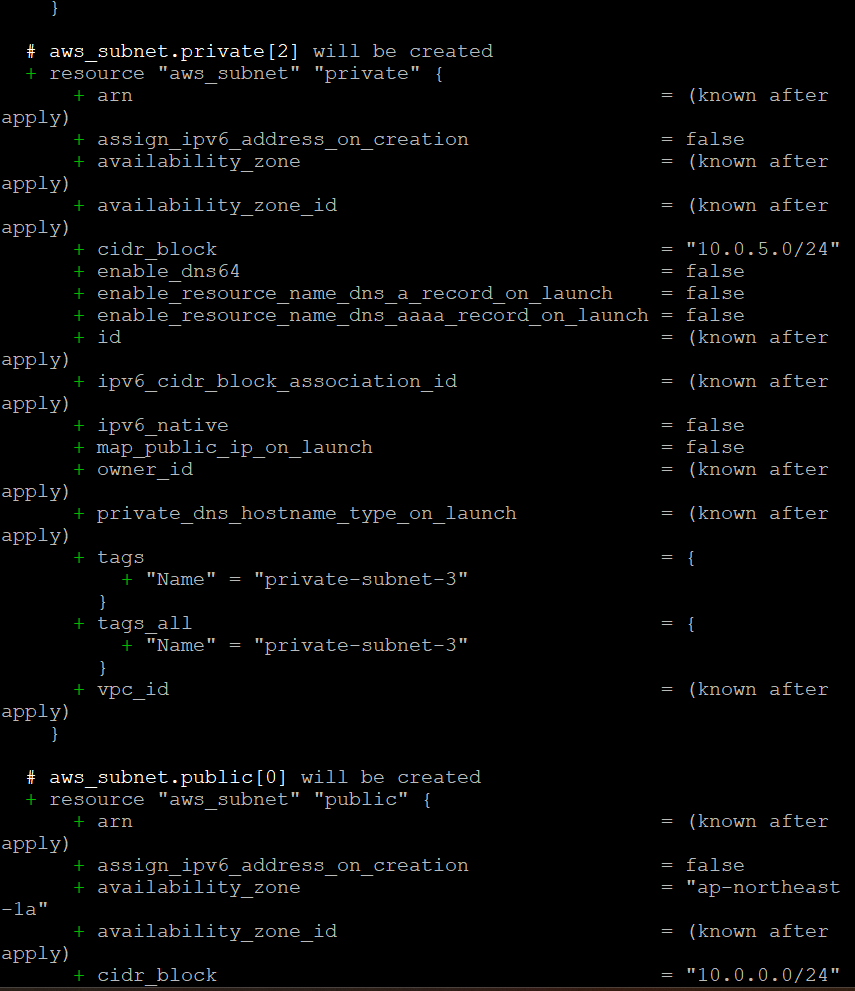 }

  # aws_subnet.private[2] will be created
  + resource "aws_subnet" "private" {
      + arn                                            = (known after
apply)
      + assign_ipv6_address_on_creation                = false
      + availability_zone                              = (known after
apply)
      + availability_zone_id                           = (known after
apply)
      + cidr_block                                     = "10.0.5.0/24"
      + enable_dns64                                   = false
      + enable_resource_name_dns_a_record_on_launch    = false
      + enable_resource_name_dns_aaaa_record_on_launch = false
      + id                                             = (known after
apply)
      + ipv6_cidr_block_association_id                 = (known after
apply)
      + ipv6_native                                    = false
      + map_public_ip_on_launch                        = false
      + owner_id                                       = (known after
apply)
      + private_dns_hostname_type_on_launch            = (known after
apply)
      + tags                                           = {
          + "Name" = "private-subnet-3"
        }
      + tags_all                                       = {
          + "Name" = "private-subnet-3"
        }
      + vpc_id                                         = (known after
apply)
    }

  # aws_subnet.public[0] will be created
  + resource "aws_subnet" "public" {
      + arn                                            = (known after
apply)
      + assign_ipv6_address_on_creation                = false
      + availability_zone                              = "ap-northeast
-1a"
      + availability_zone_id                           = (known after
apply)
      + cidr_block                                     = "10.0.0.0/24"